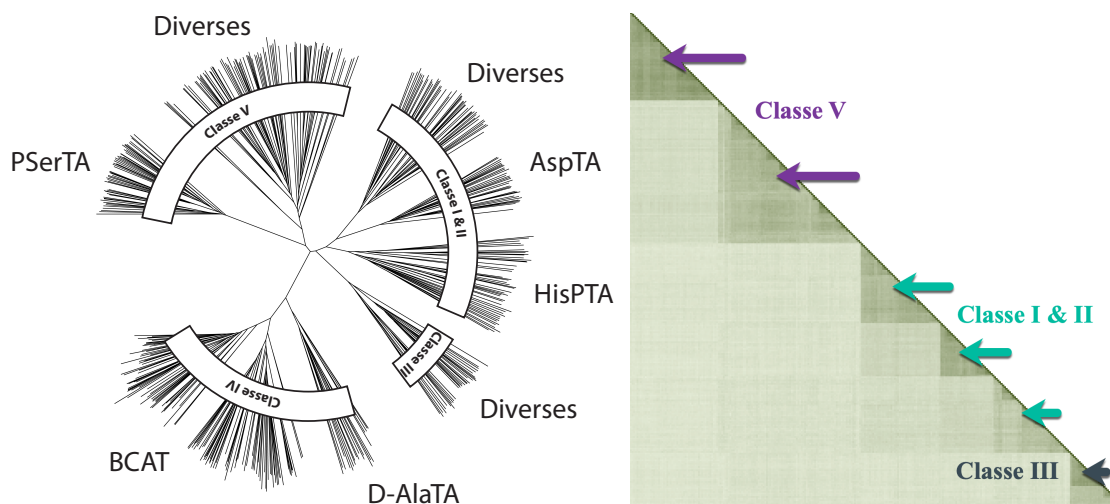 Diverses
Diverses
Classe V
PSerTA
AspTA
Classe I & II
HisPTA
Classe III
Diverses
Classe IV
BCAT
D-AlaTA
Classe V
Classe I & II
Classe III